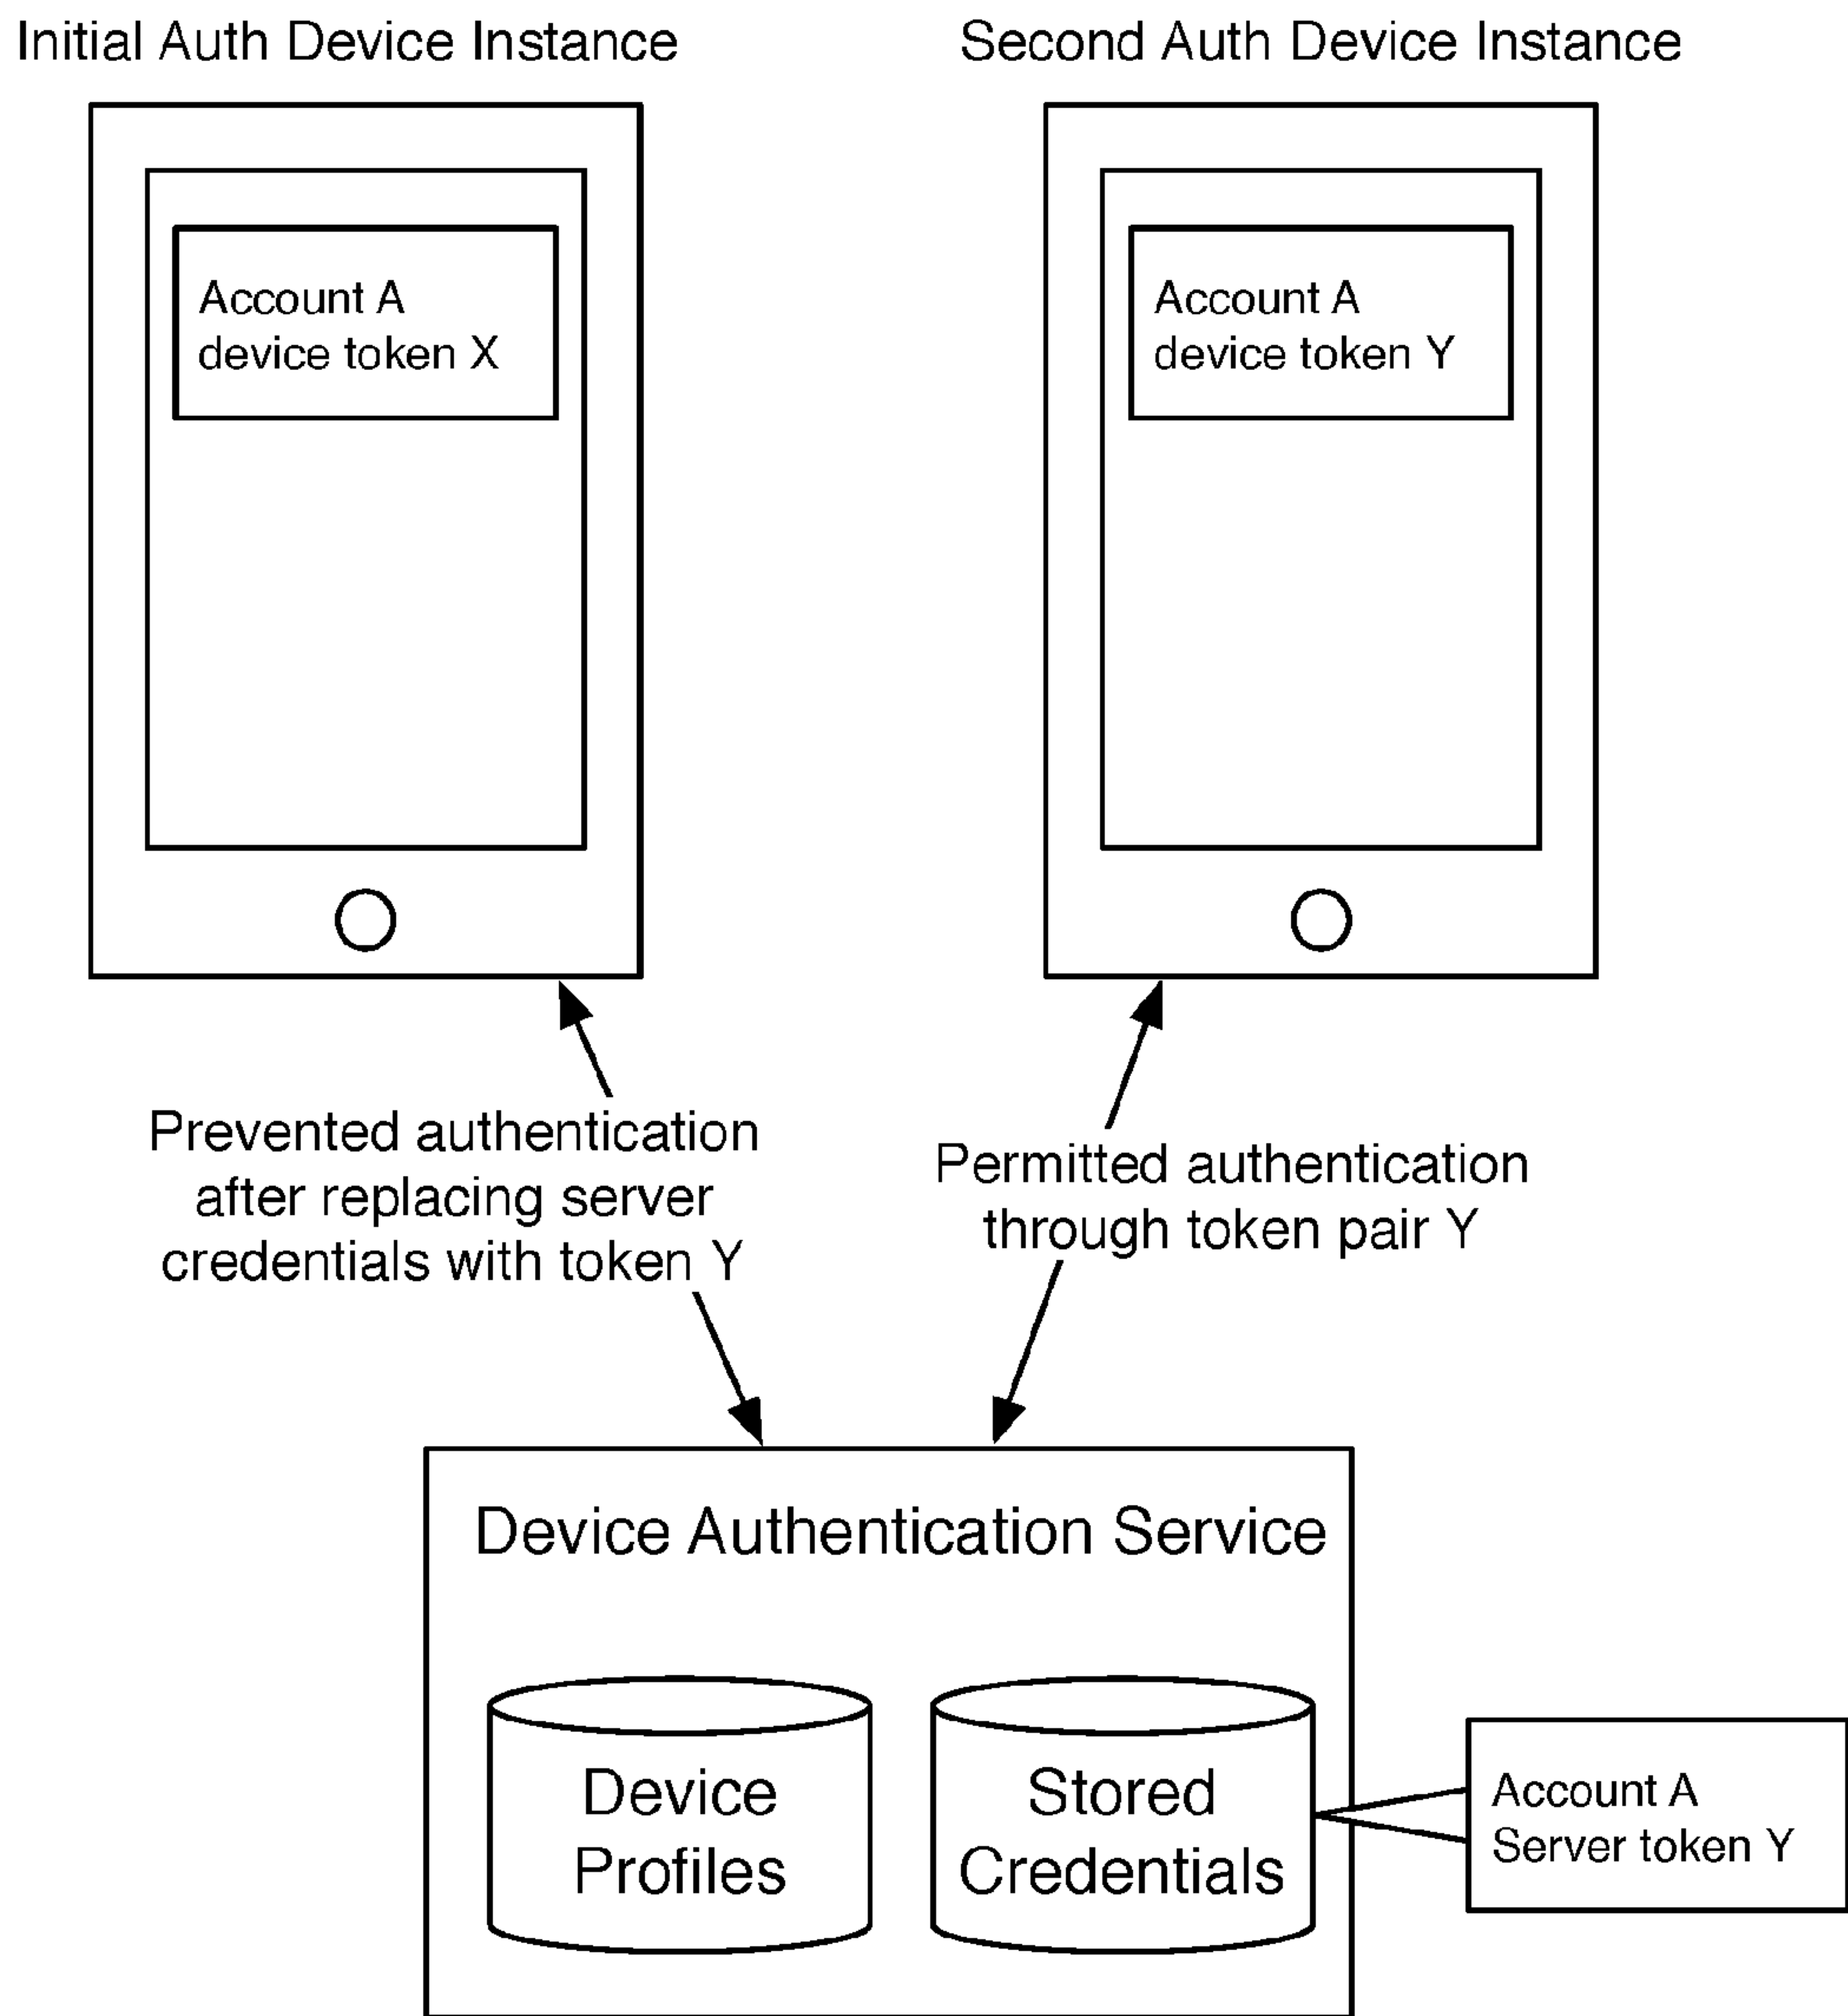 Initial Auth Device Instance
Second Auth Device Instance
Account A
device token X
Account A
device token Y
Prevented authentication
after replacing server
credentials with token Y
Permitted authentication
through token pair Y
Device Authentication Service
Device
Profiles
Stored
Credentials
Account A
Server token Y